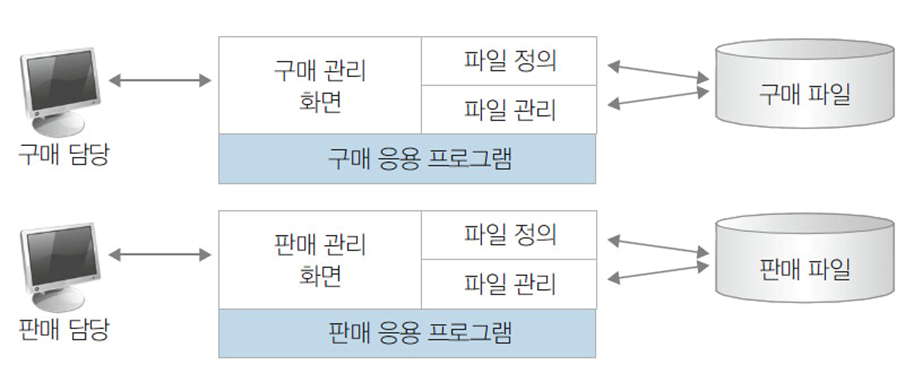 구매 관리
화면
파일 정의
파일 관리
구매 응용 프로그램
구매 담당
구매 파일
판매 관리
화면
파일 정의
파일 관리
판매 응용 프로그램
판매 담당
판매 파일